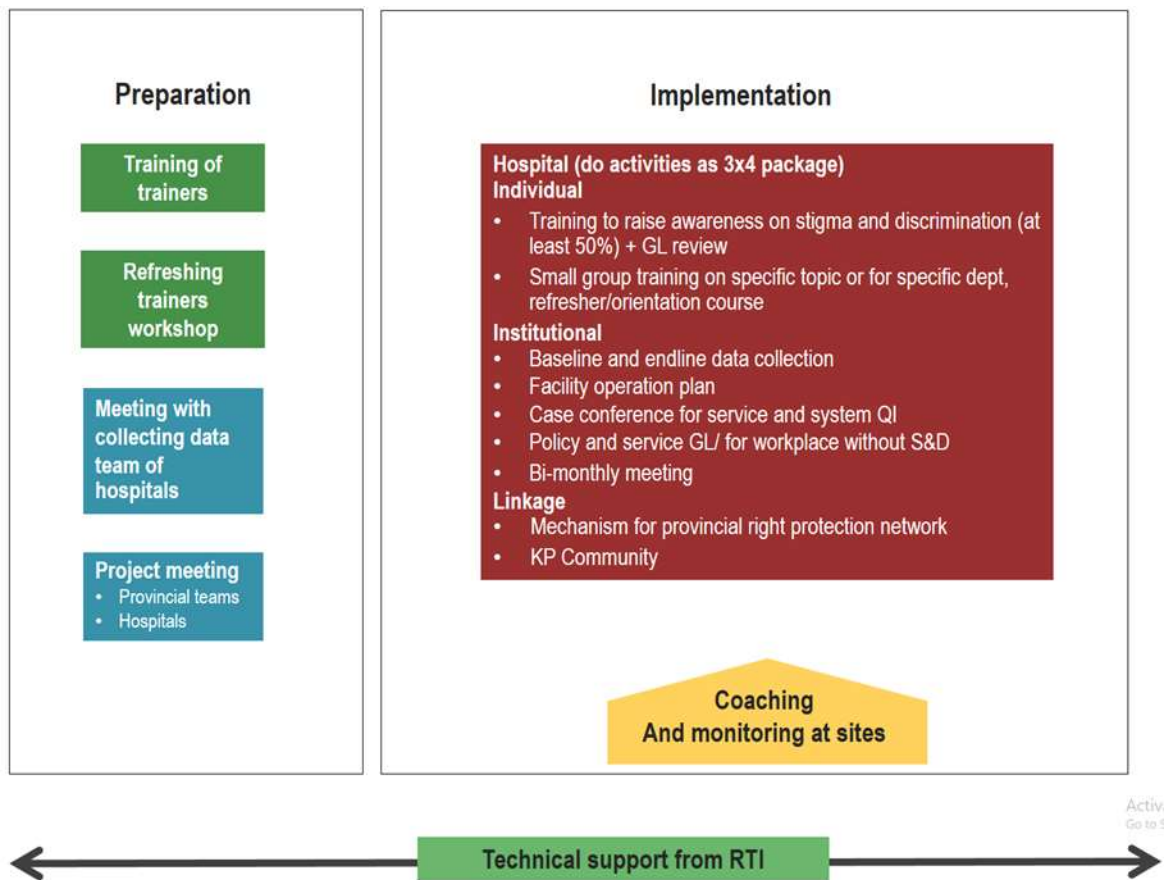 Preparation
Training of
trainers
Refreshing
trainers
workshop
Meeting with
collecting data
team of
hospitals
Project meeting
• Provincial teams
• Hospitals
Implementation
Hospital (do activities as 3x4 package)
Individual
• Training to raise awareness on stigma and discrimination (at
least 50%) + GL review
• Small group training on specific topic or for specific dept,
refresher/orientation course
Institutional
• Baseline and endline data collection
• Facility operation plan
• Case conference for service and system QI
• Policy and service GL/ for workplace without S&D
• Bi-monthly meeting
Linkage
• Mechanism for provincial right protection network
• KP Community
Coaching
And monitoring at sites
Activ
Go to S
Technical support from RTI